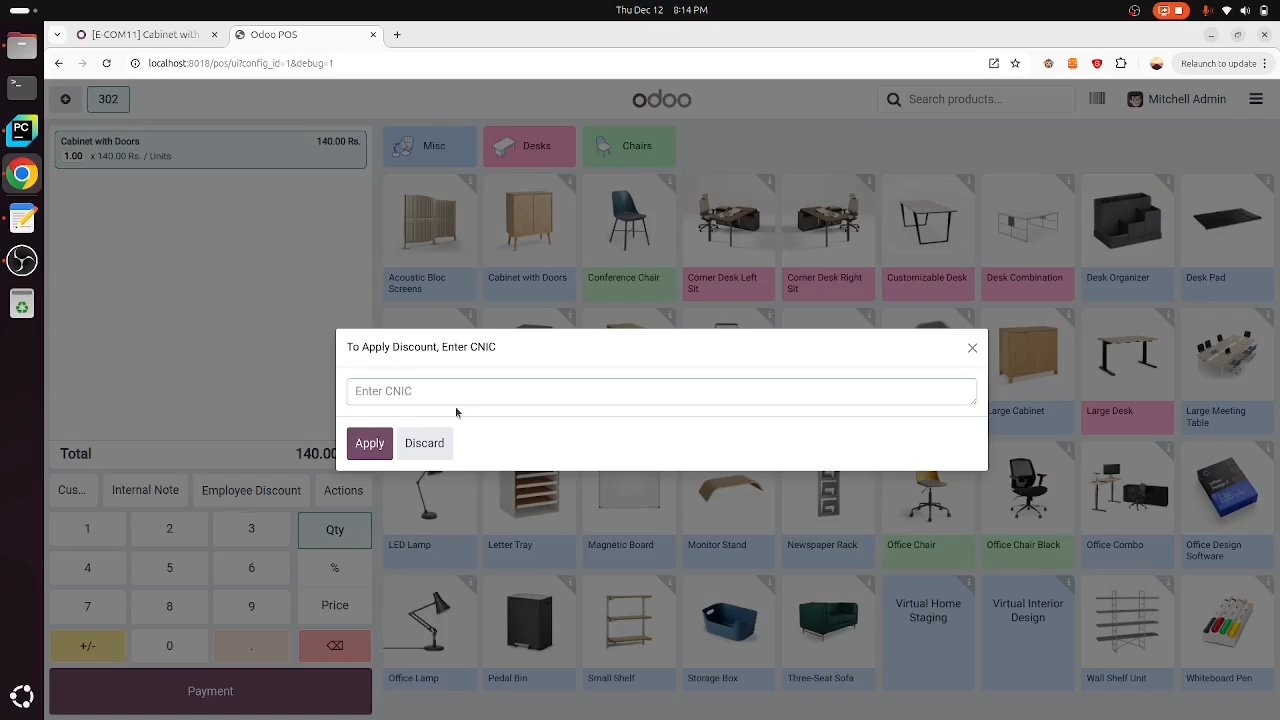 Thu Dec 12 8:14 PM
[E-COM11] Cabinet with
Odoo POS
localhost:8018/pos/ui?config_id=1&debug=1
Relaunch to update
302
odoo
Search products...
Mitchell Admin
Cabinet with Doors 140.00 Rs.
1.00 x 140.00 Rs. / Units
Misc
Desks
Chairs
Acoustic Bloc
Screens
Cabinet with Doors
Conference Chair
Corner Desk Left
Sit
Corner Desk Right
Sit
Customizable Desk
Desk Combination
Desk Organizer
Desk Pad
To Apply Discount, Enter CNIC
Enter CNIC
Apply
Discard
Large Cabinet
Large Desk
Large Meeting
Table
Total 140.00
Cus...
Internal Note
Employee Discount
Actions
LED Lamp
Letter Tray
Magnetic Board
Monitor Stand
Newspaper Rack
Office Chair
Office Chair Black
Office Combo
Office Design
Software
1 2 3 Qty
4 5 6 %
7 8 9 Price
+/- 0 .
Payment
Virtual Home
Staging
Virtual Interior
Design
Office Lamp
Pedal Bin
Small Shelf
Storage Box
Three-Seat Sofa
Wall Shelf Unit
Whiteboard Pen